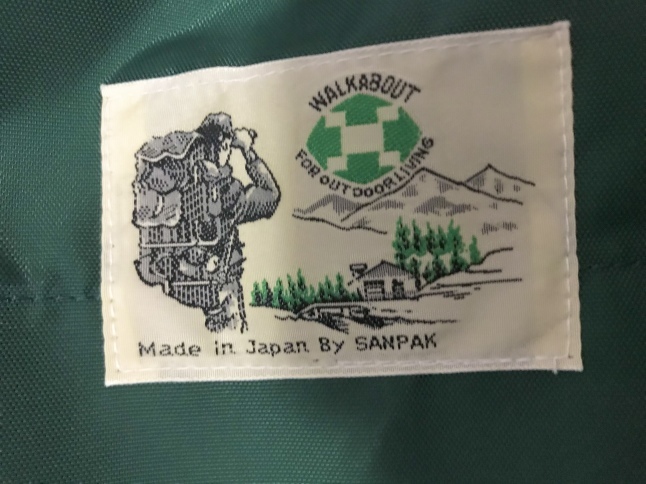 WALKABOUT
FOR OUTDOOR LIVING
Made in Japan By SANPAK